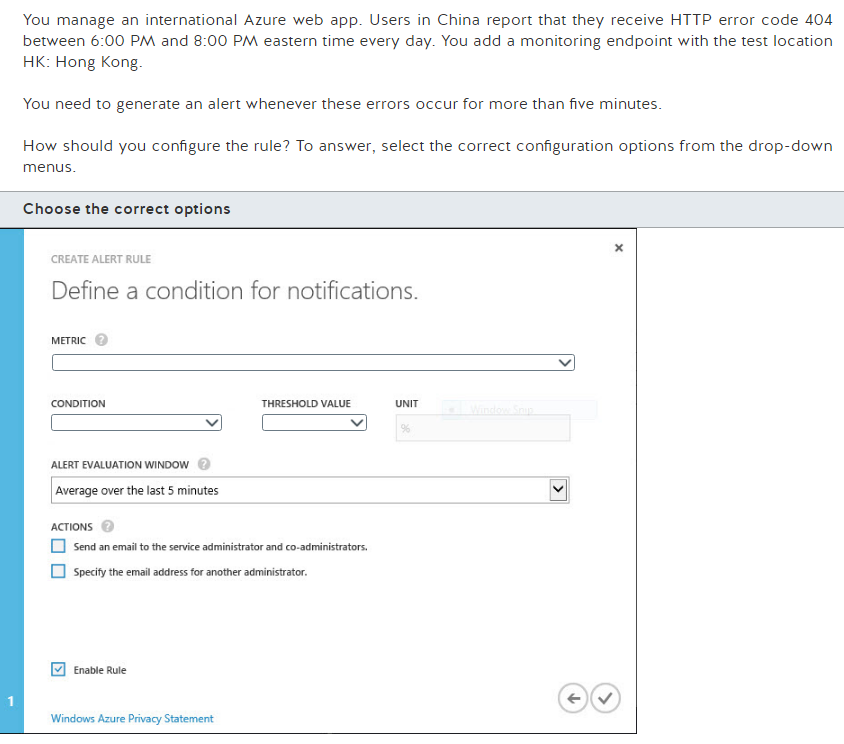 You manage an international Azure web app. Users in China report that they receive HTTP error code 404
between 6:00 PM and 8:00 PM eastern time every day. You add a monitoring endpoint with the test location
HK: Hong Kong.
You need to generate an alert whenever these errors occur for more than five minutes.
How should you configure the rule? To answer, select the correct configuration options from the drop-down
menus.
Choose the correct options
CREATE ALERT RULE
Define a condition for notifications.
METRIC ?
CONDITION THRESHOLD VALUE UNIT
Window Snip
%
ALERT EVALUATION WINDOW ?
Average over the last 5 minutes
ACTIONS ?
Send an email to the service administrator and co-administrators.
Specify the email address for another administrator.
Enable Rule
1
Windows Azure Privacy Statement